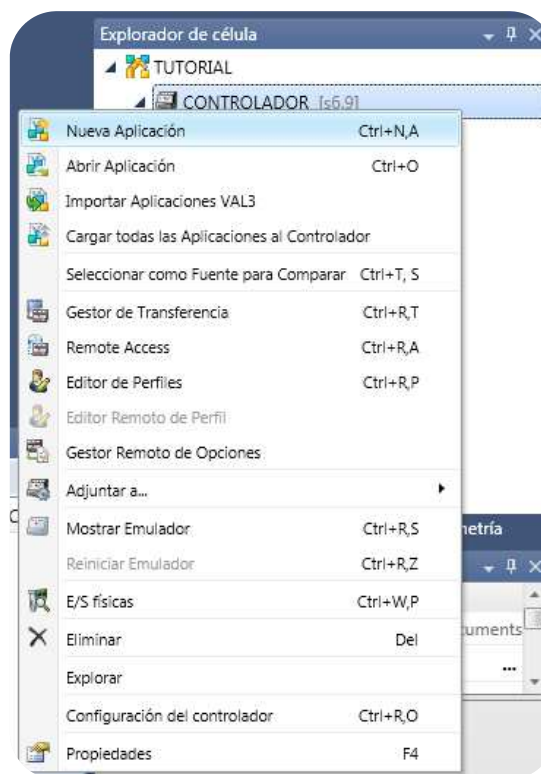 Explorador de célula
TUTORIAL
CONTROLADOR [s6.9]
Nueva Aplicación Ctrl+N,A
Abrir Aplicación Ctrl+O
Importar Aplicaciones VAL3
Cargar todas las Aplicaciones al Controlador
Seleccionar como Fuente para Comparar Ctrl+T, S
Gestor de Transferencia Ctrl+R,T
Remote Access Ctrl+R,A
Editor de Perfiles Ctrl+R,P
Editor Remoto de Perfil
Gestor Remoto de Opciones
Adjuntar a...
Mostrar Emulador Ctrl+R,S
netría
Reiniciar Emulador Ctrl+R,Z
E/S físicas Ctrl+W,P
cuments
Eliminar Del
...
Explorar
Configuración del controlador Ctrl+R,O
Propiedades F4